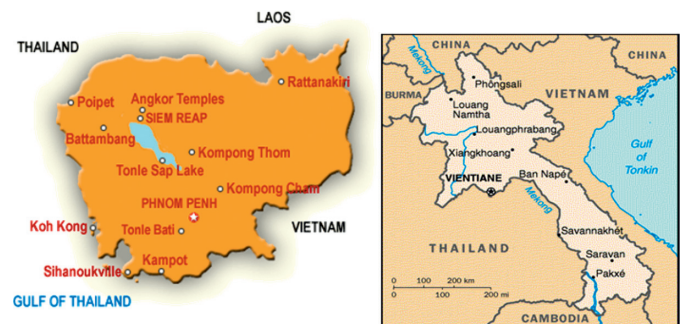 LAOS
THAILAND
Rattanakiri
Poipet
Angkor Temples
SIEM REAP
Battambang
Kompong Thom
Tonle Sap Lake
Kompong Cham
PHNOM PENH
Koh Kong
Tonle Bati
VIETNAM
Kampot
Sihanoukville
GULF OF THAILAND
CHINA
Mekong
CHINA
Phôngsali
BURMA
VIETNAM
Louang
Namtha
Louangphrabang
Gulf
of
Tonkin
Xiangkhoang
VIENTIANE
Ban Napé
Mekong
Savannakhét
THAILAND
Saravan
Pakxé
0 100 200 km
0 100 200 mi
CAMBODIA